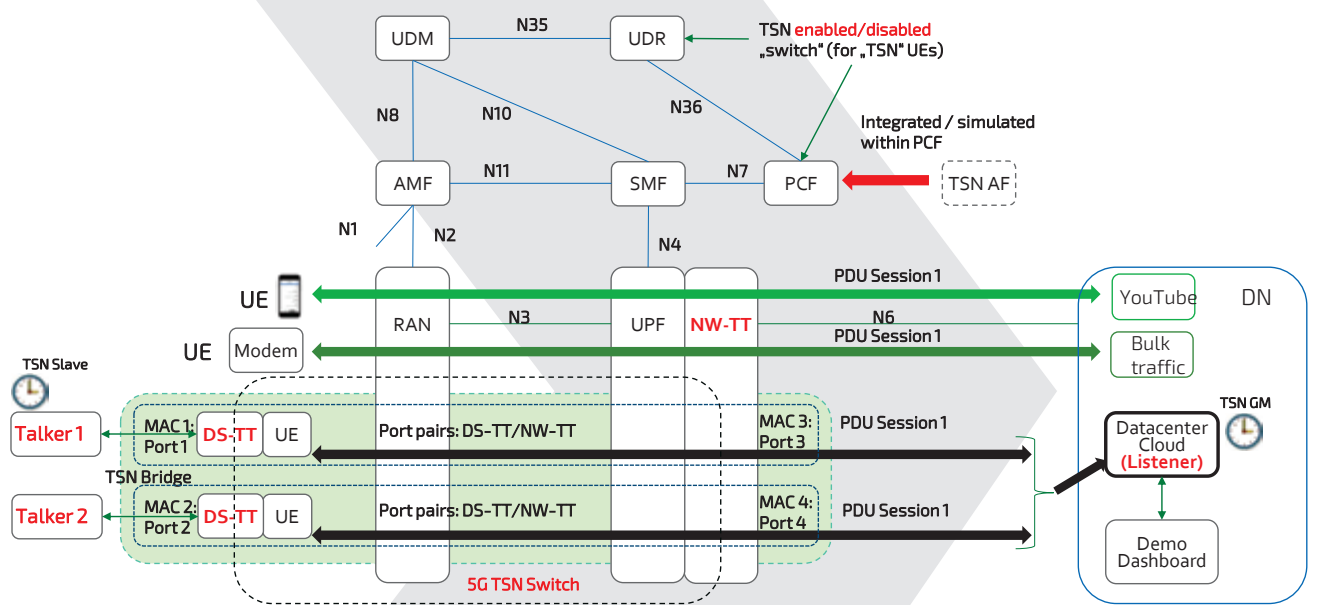 UDM
N35
UDR
TSN enabled/disabled
„switch“ (for „TSN“ UEs)
N8
N10
N36
Integrated / simulated
within PCF
AMF
N11
SMF
N7
PCF
TSN AF
N1
N2
N4
UE
PDU Session 1
YouTube
DN
RAN
N3
UPF
NW-TT
N6
UE
Modem
PDU Session 1
Bulk
traffic
TSN Slave
TSN GM
Talker 1
MAC 1:
Port 1
DS-TT
UE
Port pairs: DS-TT/NW-TT
MAC 3:
Port 3
PDU Session 1
Datacenter
Cloud
(Listener)
TSN Bridge
Talker 2
MAC 2:
Port 2
DS-TT
UE
Port pairs: DS-TT/NW-TT
MAC 4:
Port 4
PDU Session 1
Demo
Dashboard
5G TSN Switch